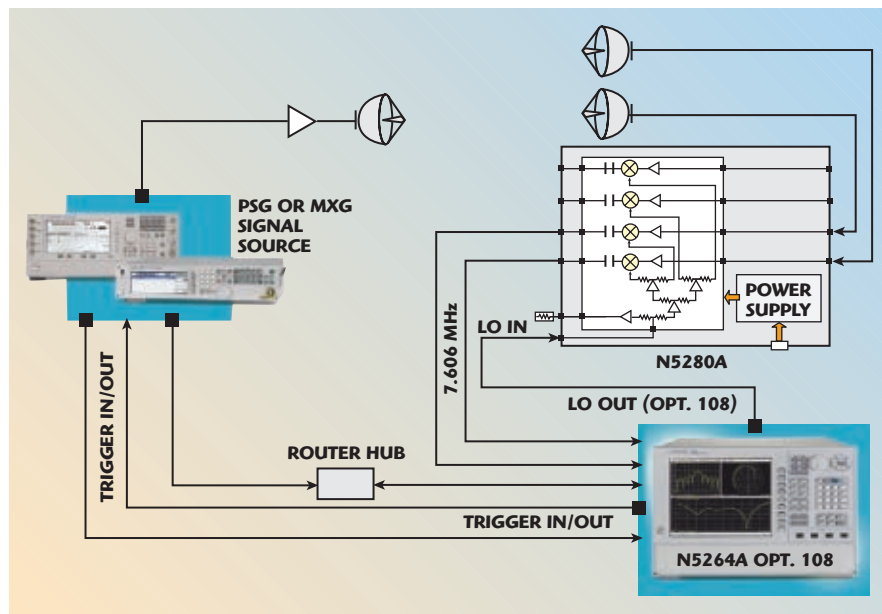 PSG OR MXG
SIGNAL
SOURCE
POWER
SUPPLY
LO IN
N5280A
7.606 MHz
LO OUT (OPT. 108)
TRIGGER IN/OUT
ROUTER HUB
TRIGGER IN/OUT
N5264A OPT. 108